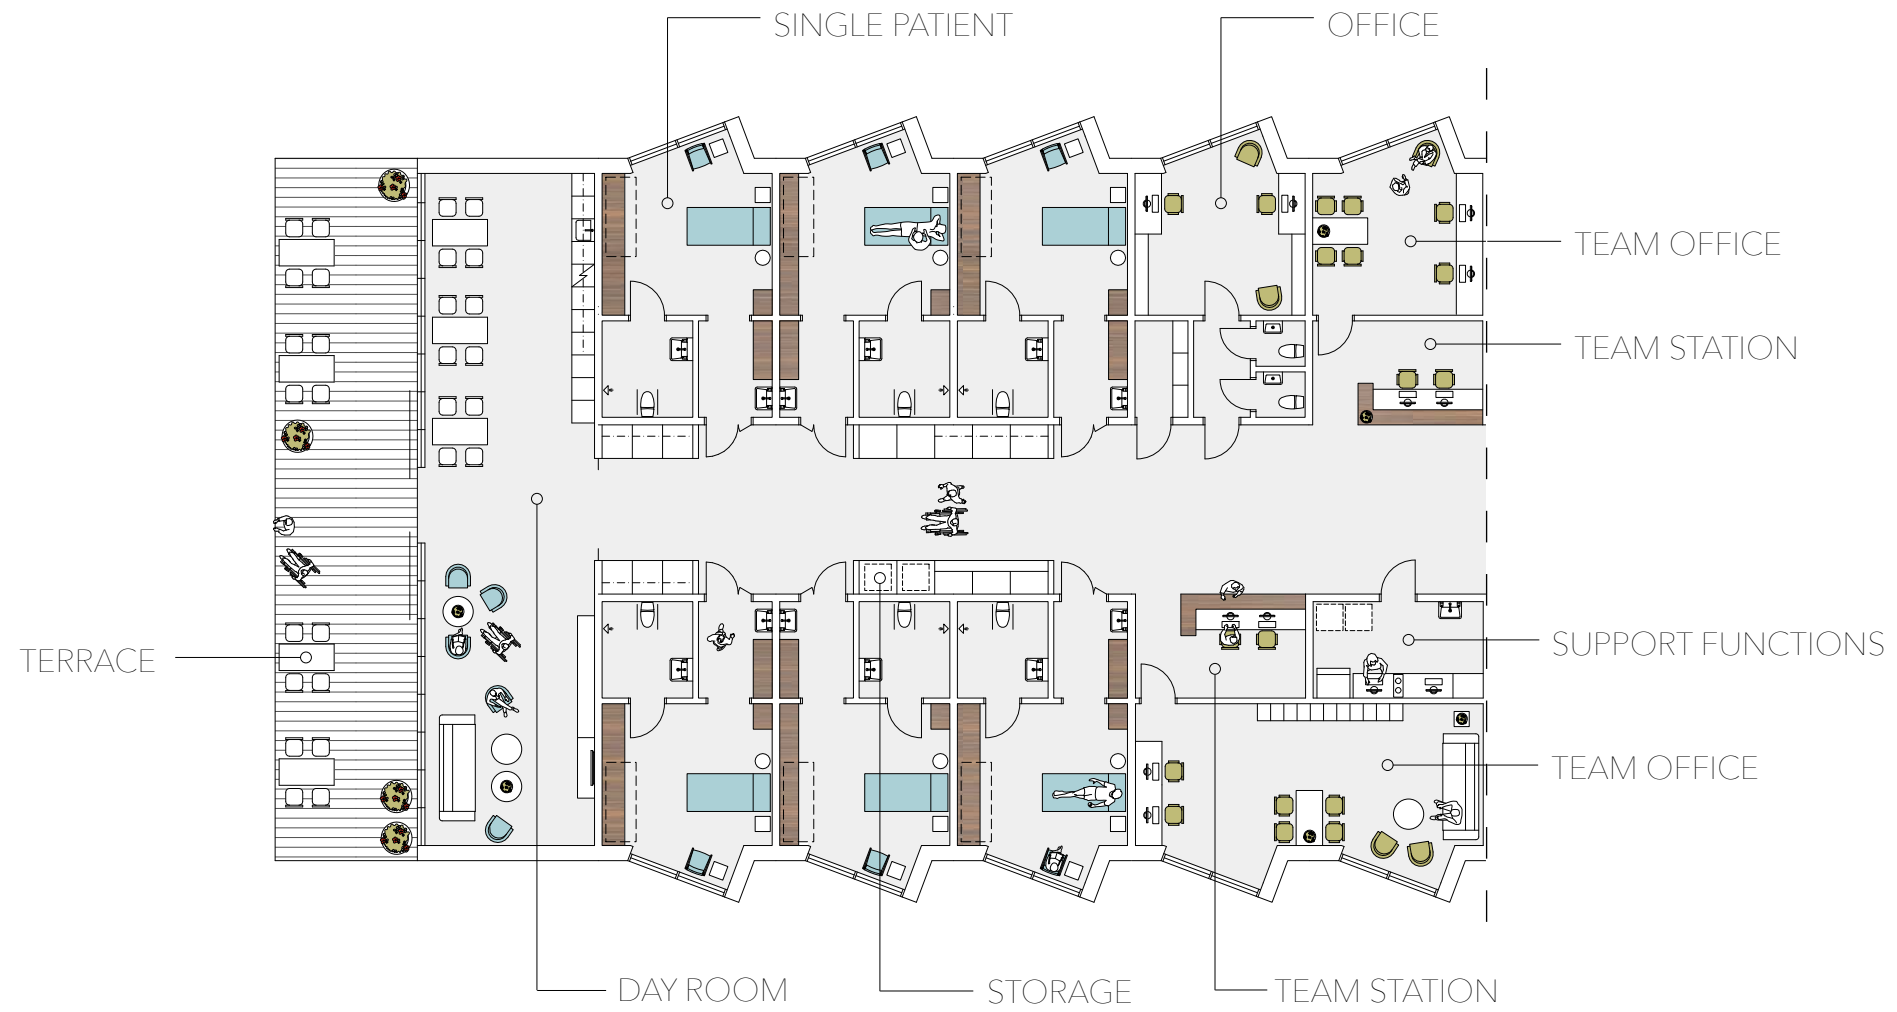 SINGLE PATIENT
OFFICE
TEAM OFFICE
TEAM STATION
SUPPORT FUNCTIONS
TERRACE
TEAM OFFICE
DAY ROOM
STORAGE
TEAM STATION